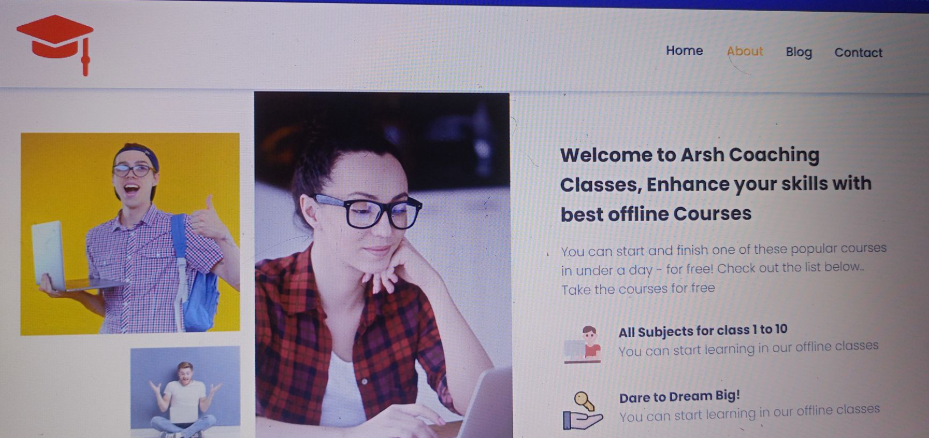 Home About Blog Contact
Welcome to Arsh Coaching
Classes, Enhance your skills with
best offline Courses
You can start and finish one of these popular courses
in under a day - for free! Check out the list below..
Take the courses for free
All Subjects for class 1 to 10
You can start learning in our offline classes
Dare to Dream Big!
You can start learning in our offline classes